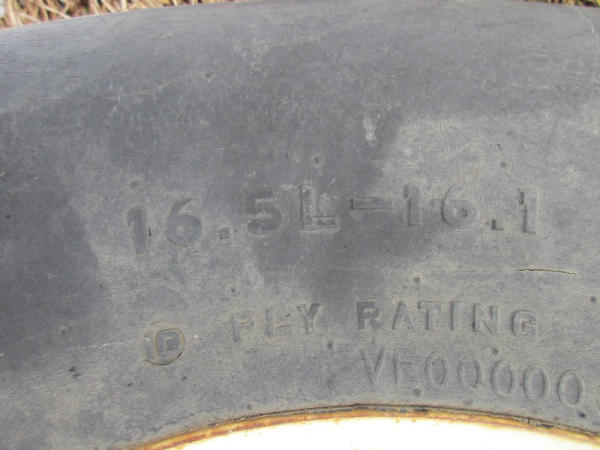 16.5L-16.1
PLY RATING
VE00000